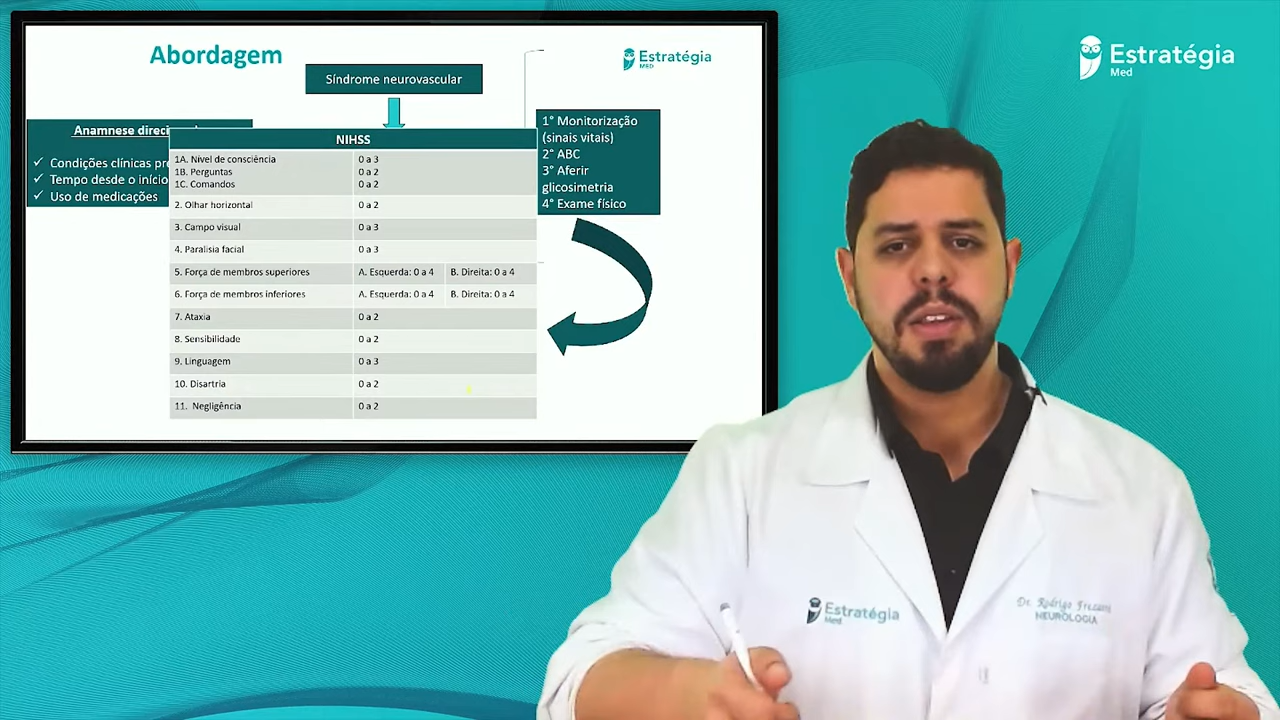 Abordagem
Estratégia
MED
Síndrome neurovascular
Anamnese
Condições clínicas
Tempo desde o início
Uso de medicações
NIHSS
1A. Nível de consciência 0 a 3
1B. Perguntas 0 a 2
1C. Comandos 0 a 2
2. Olhar horizontal 0 a 2
3. Campo visual 0 a 3
4. Paralisia facial 0 a 3
5. Força de membros superiores A. Esquerda: 0 a 4 B. Direita: 0 a 4
6. Força de membros inferiores A. Esquerda: 0 a 4 B. Direita: 0 a 4
7. Ataxia 0 a 2
8. Sensibilidade 0 a 2
9. Linguagem 0 a 3
10. Disartria 0 a 2
11. Negligência 0 a 2
1° Monitorização
(sinais vitais)
2° ABC
3° Aferir
glicosimetria
4° Exame físico
Estratégia
Med
Estratégia
Med
Dr. Rodrigo
NEUROLOGIA